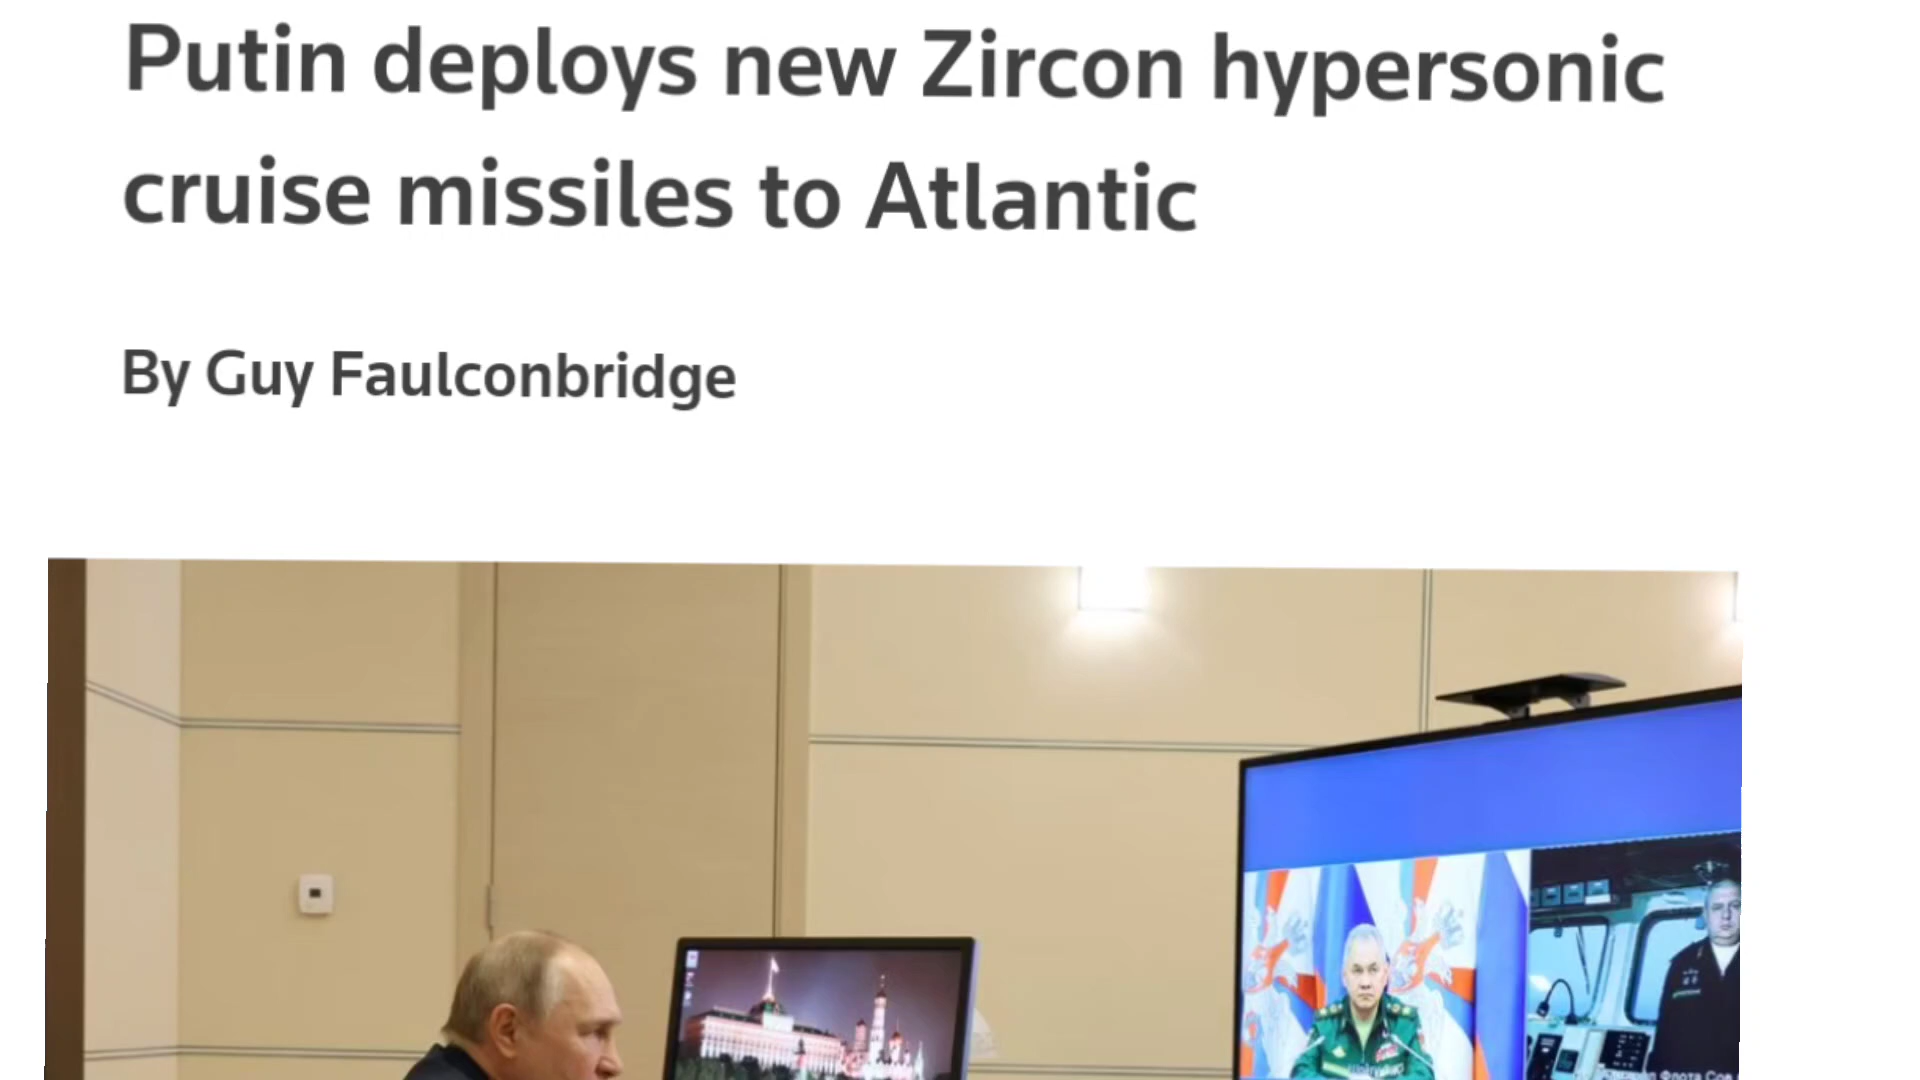 Putin deploys new Zircon hypersonic
cruise missiles to Atlantic
By Guy Faulconbridge